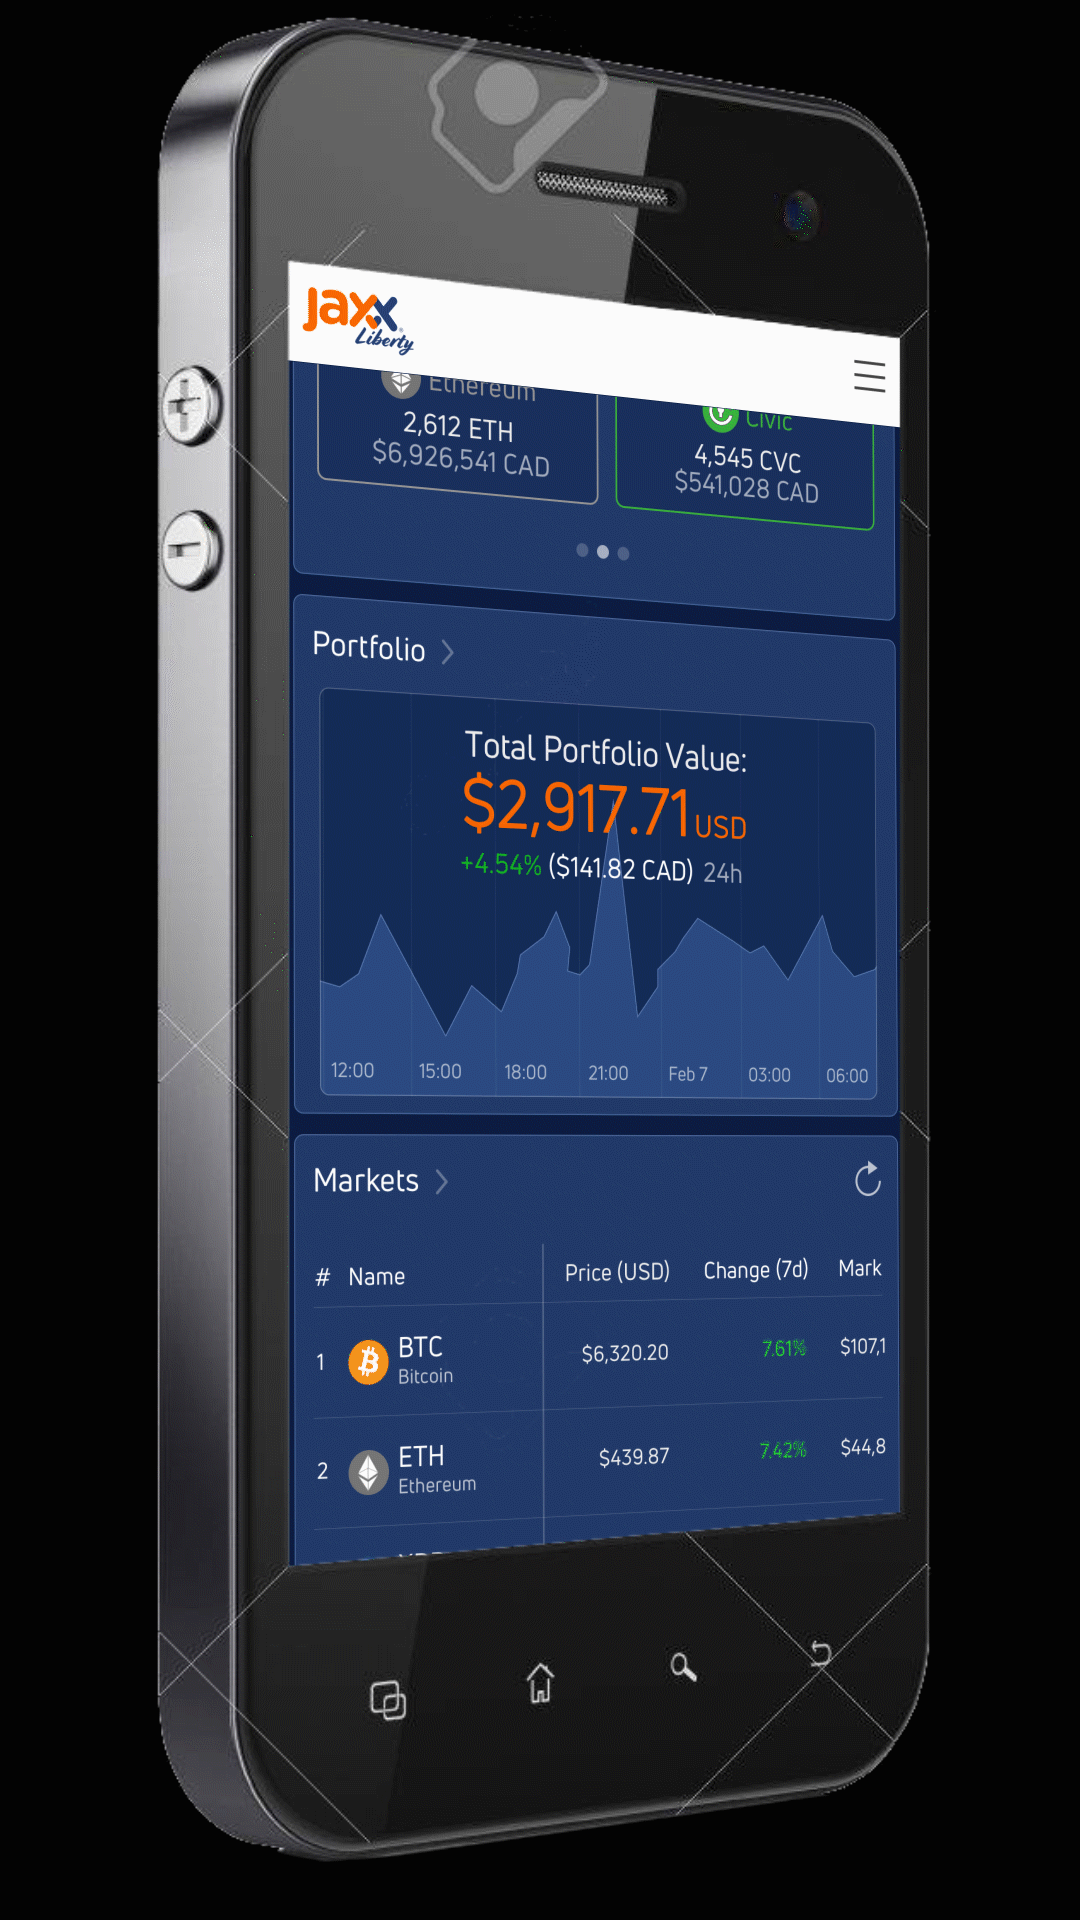 Jaxx
Liberty
Ethereum
2,612 ETH
$6,926,541 CAD
Civic
4,545 CVC
$541,028 CAD
Portfolio
Total Portfolio Value:
$2,917.71 USD
+4.54% ($141.82 CAD) 24h
12:00 15:00 18:00 21:00 Feb 7 03:00 06:00
Markets
# Name Price (USD) Change (7d) Mark
1 BTC $6,320.20 7.61% $107,1
Bitcoin
2 ETH $439.87 7.42% $44,8
Ethereum